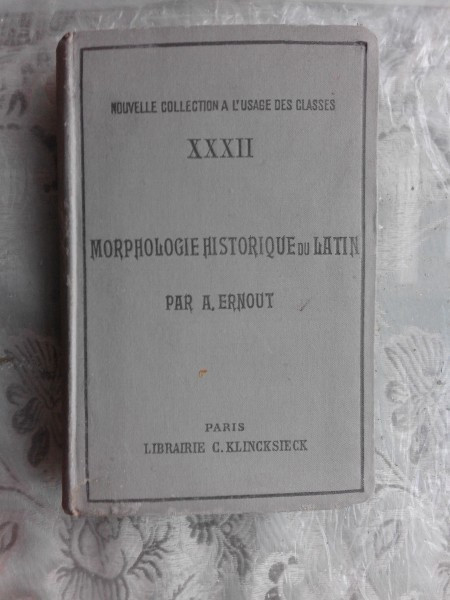 NOUVELLE COLLECTION A L'USAGE DES CLASSES
XXXII
MORPHOLOGIE HISTORIQUE DU LATIN
PAR A. ERNOUT
PARIS
LIBRAIRIE C. KLINCKSIECK